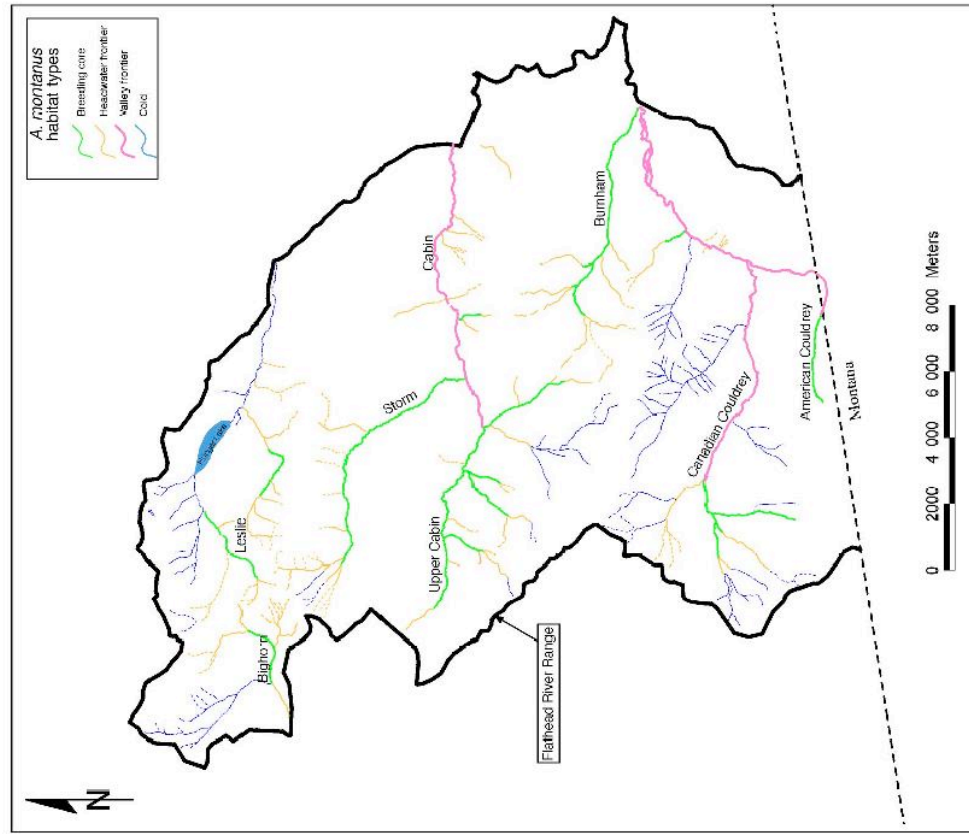 A. montanus
habitat types
Breeding core
Headwater frontier
Valley frontier
Cold
N
Bighorn
Leslie
Storm
Cabin
Upper Cabin
Burnham
Canadian Couldrey
American Couldrey
Montana
Flathead River Range
0 2000 4 000 6 000 8 000 Meters